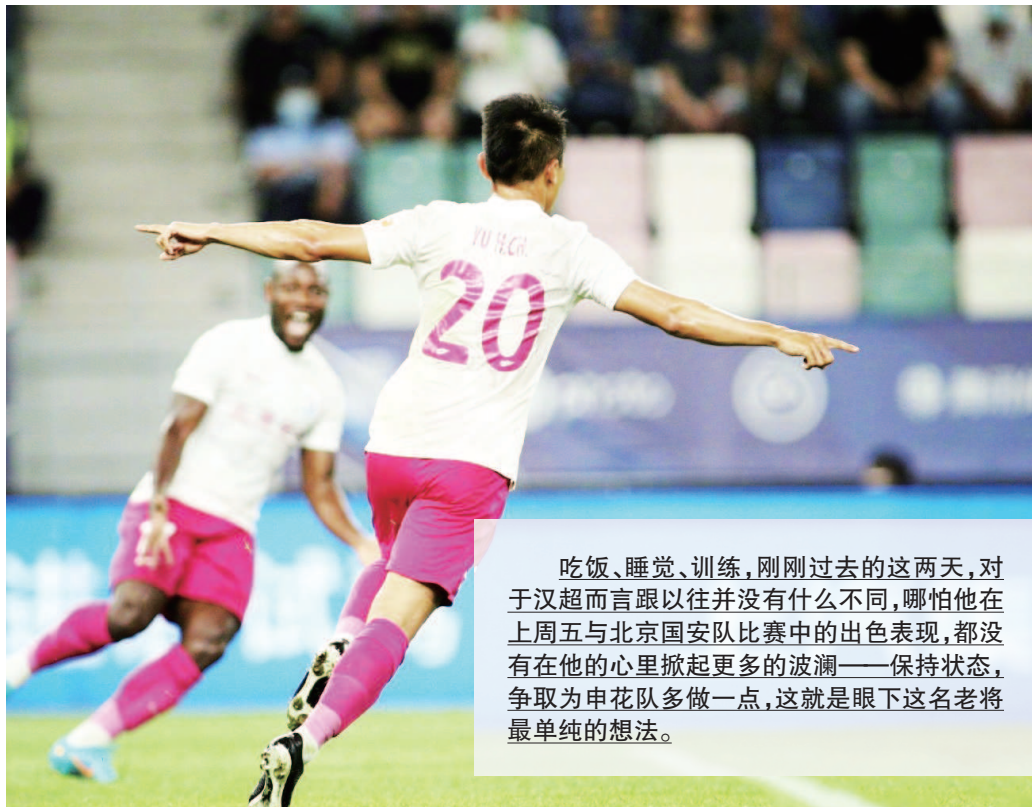 20
吃饭、睡觉、训练,刚刚过去的这两天,对
于汉超而言跟以往并没有什么不同,哪怕他在
上周五与北京国安队比赛中的出色表现,都没
有在他的心里掀起更多的波澜——保持状态,
争取为申花队多做一点,这就是眼下这名老将
最单纯的想法。